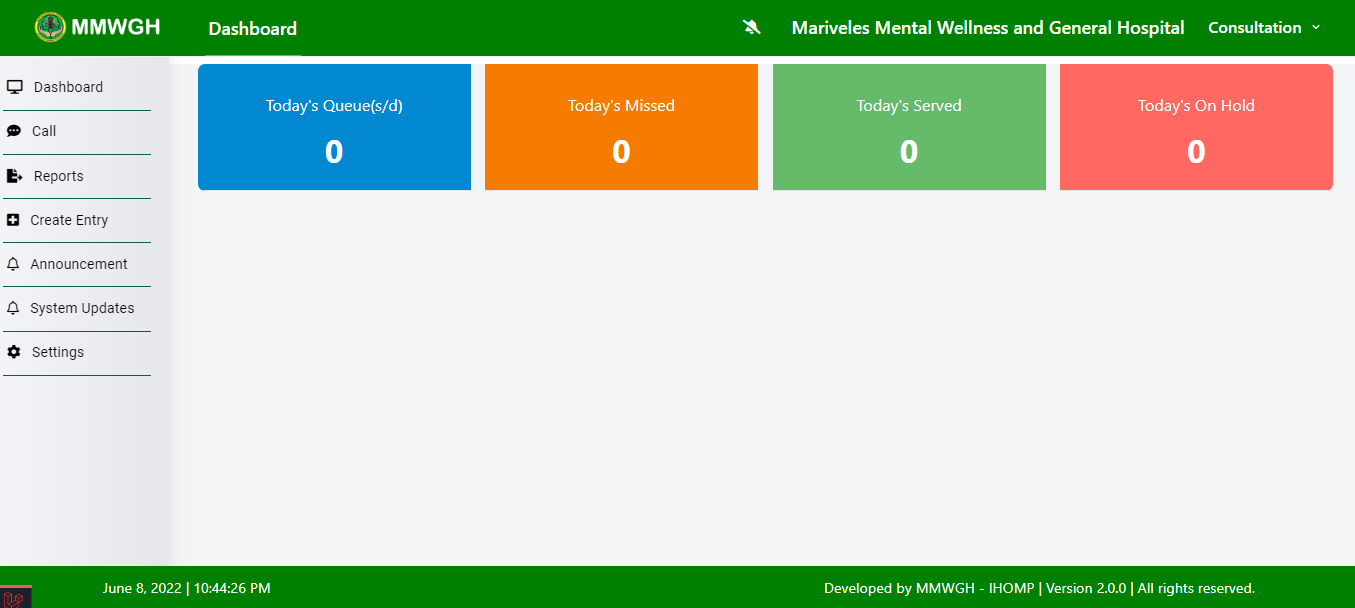 MMWGH
Dashboard
Mariveles Mental Wellness and General Hospital
Consultation
Dashboard
Call
Reports
Create Entry
Announcement
System Updates
Settings
Today's Queue(s/d)
0
Today's Missed
0
Today's Served
0
Today's On Hold
0
June 8, 2022 | 10:44:26 PM
Developed by MMWGH - IHOMP | Version 2.0.0 | All rights reserved.